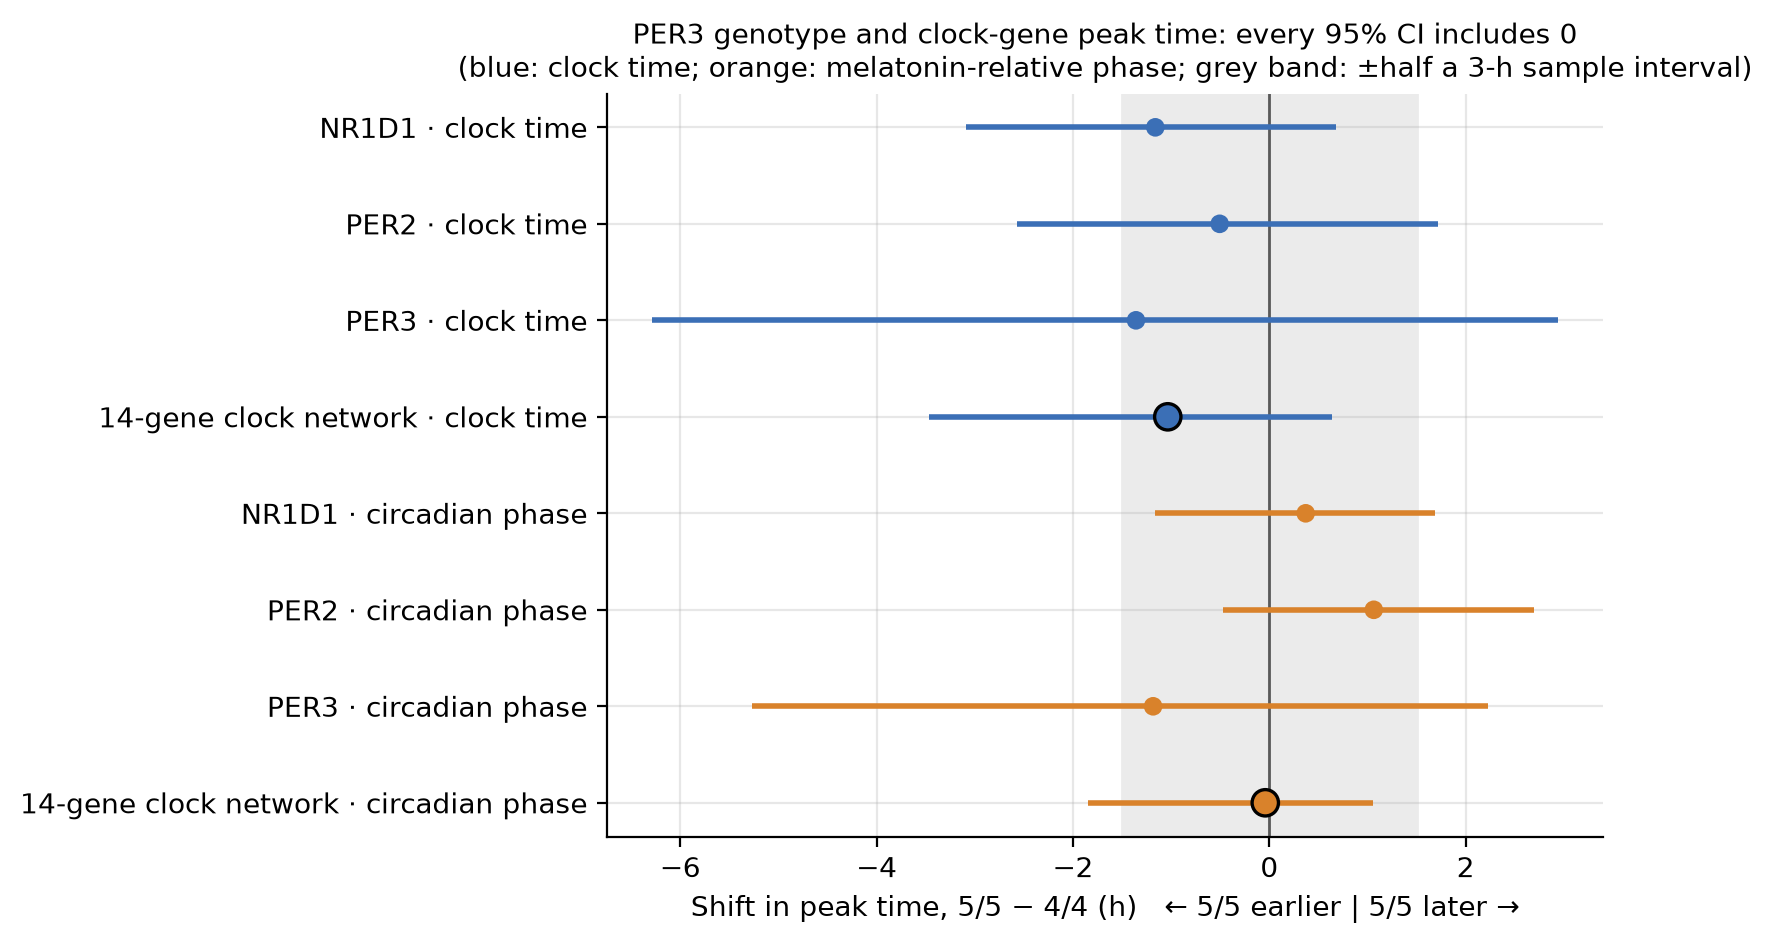 PER3 genotype and clock-gene peak time: every 95% CI includes 0
(blue: clock time; orange: melatonin-relative phase; grey band: ±half a 3-h sample interval)
NR1D1 · clock time
PER2 · clock time
PER3 · clock time
14-gene clock network · clock time
NR1D1 · circadian phase
PER2 · circadian phase
PER3 · circadian phase
14-gene clock network · circadian phase
−6 −4 −2 0 2
Shift in peak time, 5/5 − 4/4 (h) ← 5/5 earlier | 5/5 later →